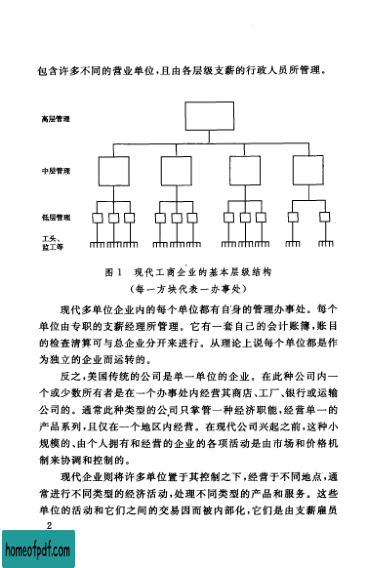 包含许多不同的营业单位,且由各层级支薪的行政人员所管理。
高层管理
中层管理
低层管理
工头、
监工等
图 1 现代工商企业的基本层级结构
(每一方块代表一办事处)
现代多单位企业内的每个单位都有自身的管理办事处。每个
单位由专职的支薪经理所管理。它有一套自己的会计账簿,账目
的检查清算可与总企业分开来进行。从理论上说每个单位都是作
为独立的企业而运转的。
反之,美国传统的公司是单一单位的企业。在此种公司内一
个或少数所有者是在一个办事处内经营其商店、工厂、银行或运输
公司的。通常此种类型的公司只掌管一种经济职能,经营单一的
产品系列,且仅在一个地区内经营。在现代公司兴起之前,这种小
规模的、由个人拥有和经营的企业的各项活动是由市场和价格机
制来协调和控制的。
现代企业则将许多单位置于其控制之下,经营于不同地点,通
常进行不同类型的经济活动,处理不同类型的产品和服务。这些
单位的活动和它们之间的交易因而被内部化,它们是由支薪雇员
2
homeofpdf.com